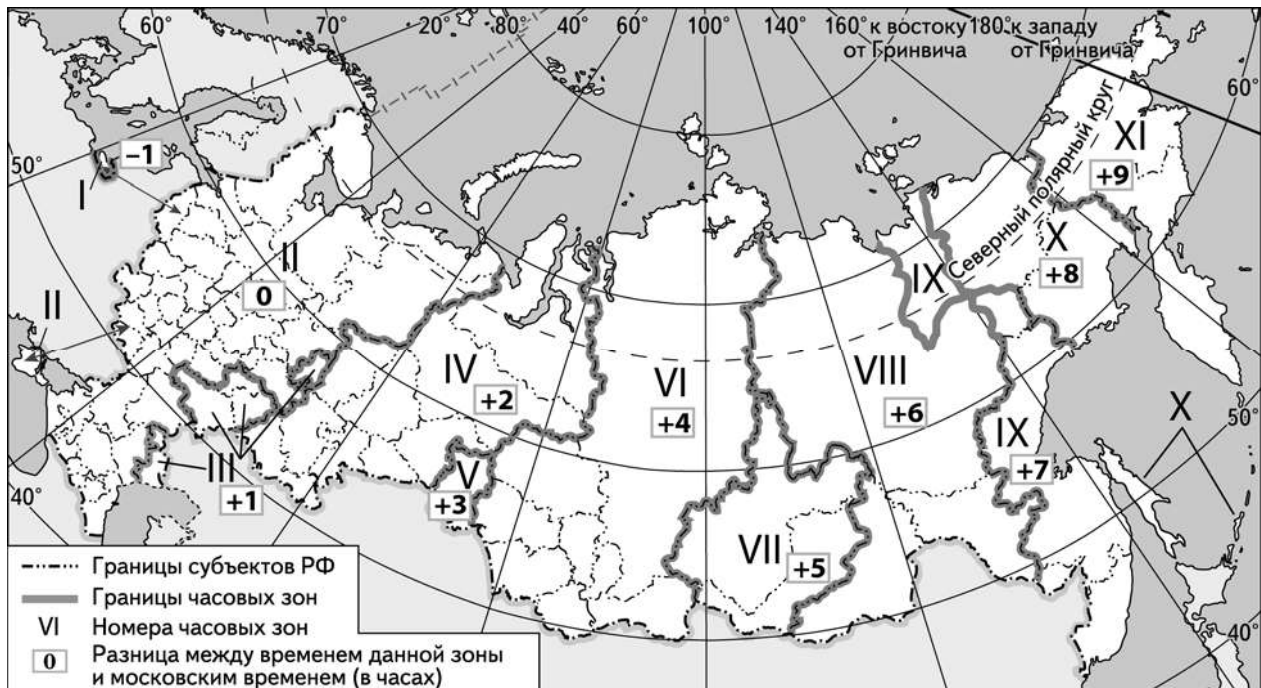 60° 70° 20° 40° 60° 80° 100° 120° 140° 160° к востоку 180° к западу
от Гринвича от Гринвича
60°
50°
50°
40°
40°
Северный полярный круг
I
–1
II
0
II
III
+1
IV
+2
V
+3
VI
+4
VII
+5
VIII
+6
IX
IX
+7
X
+8
X
XI
+9
100°
Границы субъектов РФ
Границы часовых зон
VI Номера часовых зон
0 Разница между временем данной зоны
и московским временем (в часах)